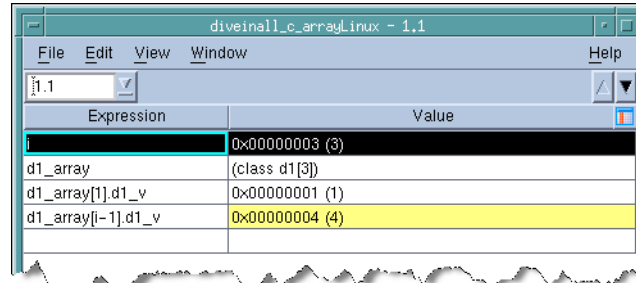 diveinall_c_arrayLinux - 1.1
File Edit View Window Help
1.1
Expression Value
i 0x00000003 (3)
d1_array (class d1[3])
d1_array[1].d1_v 0x00000001 (1)
d1_array[i-1].d1_v 0x00000004 (4)